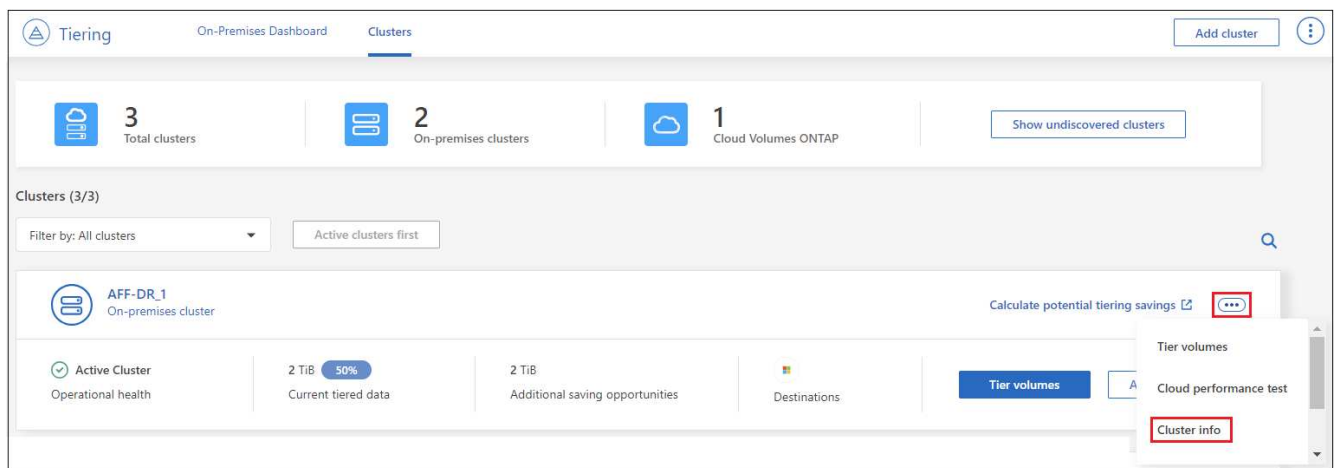 Tiering
On-Premises Dashboard
Clusters
Add cluster
3
Total clusters
2
On-premises clusters
1
Cloud Volumes ONTAP
Show undiscovered clusters
Clusters (3/3)
Filter by: All clusters
Active clusters first
AFF-DR_1
On-premises cluster
Calculate potential tiering savings
Tier volumes
Cloud performance test
Cluster info
Active Cluster
Operational health
2 TiB 50%
Current tiered data
2 TiB
Additional saving opportunities
Destinations
Tier volumes
A